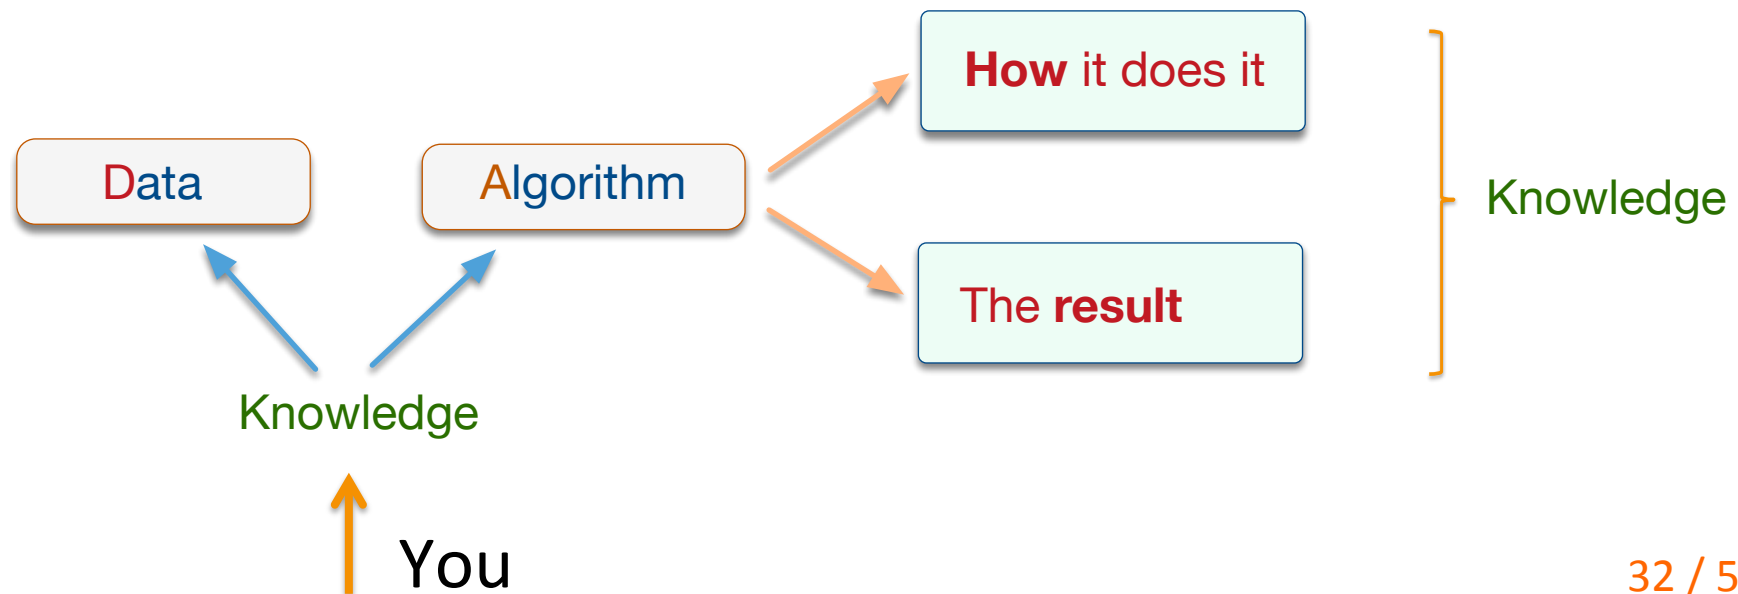 How it does it
Data
Algorithm
Knowledge
The result
Knowledge
You
32 / 5